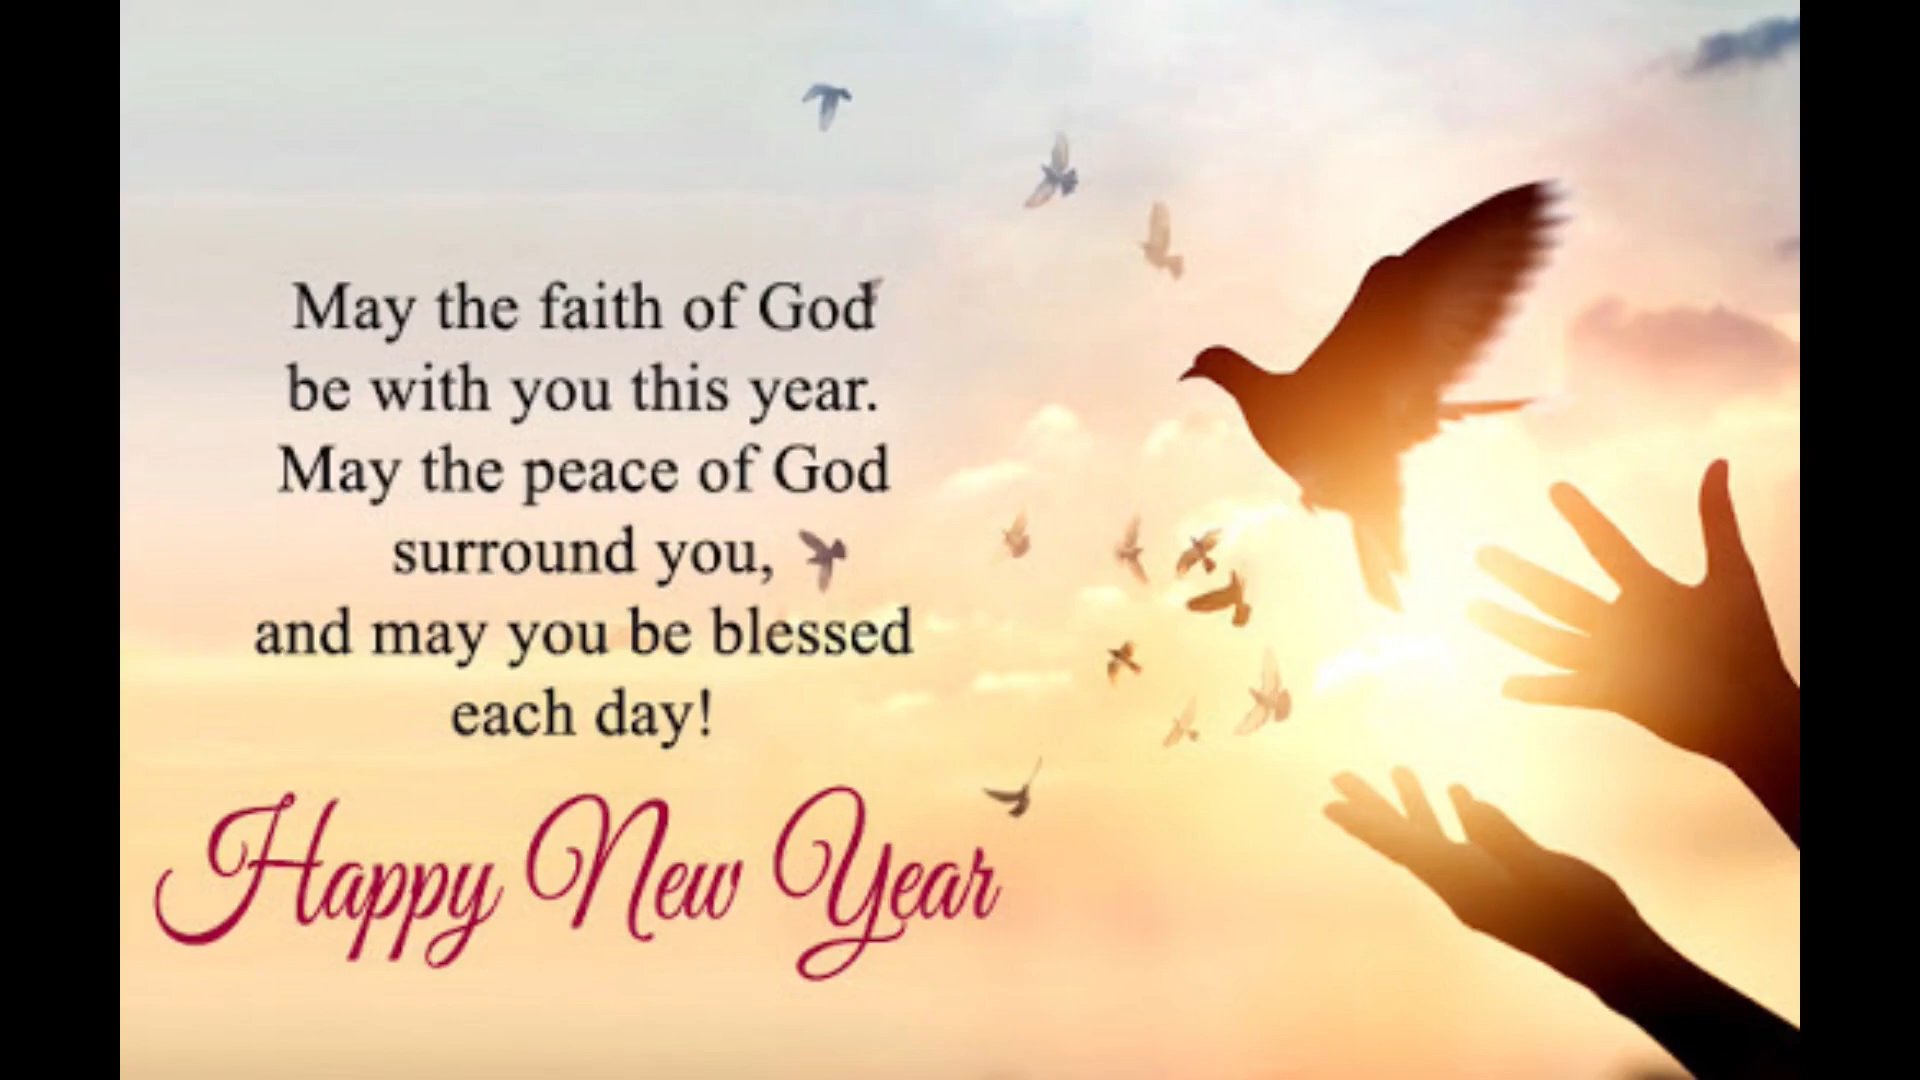 May the faith of God
be with you this year.
May the peace of God
surround you,
and may you be blessed
each day!
Happy New Year